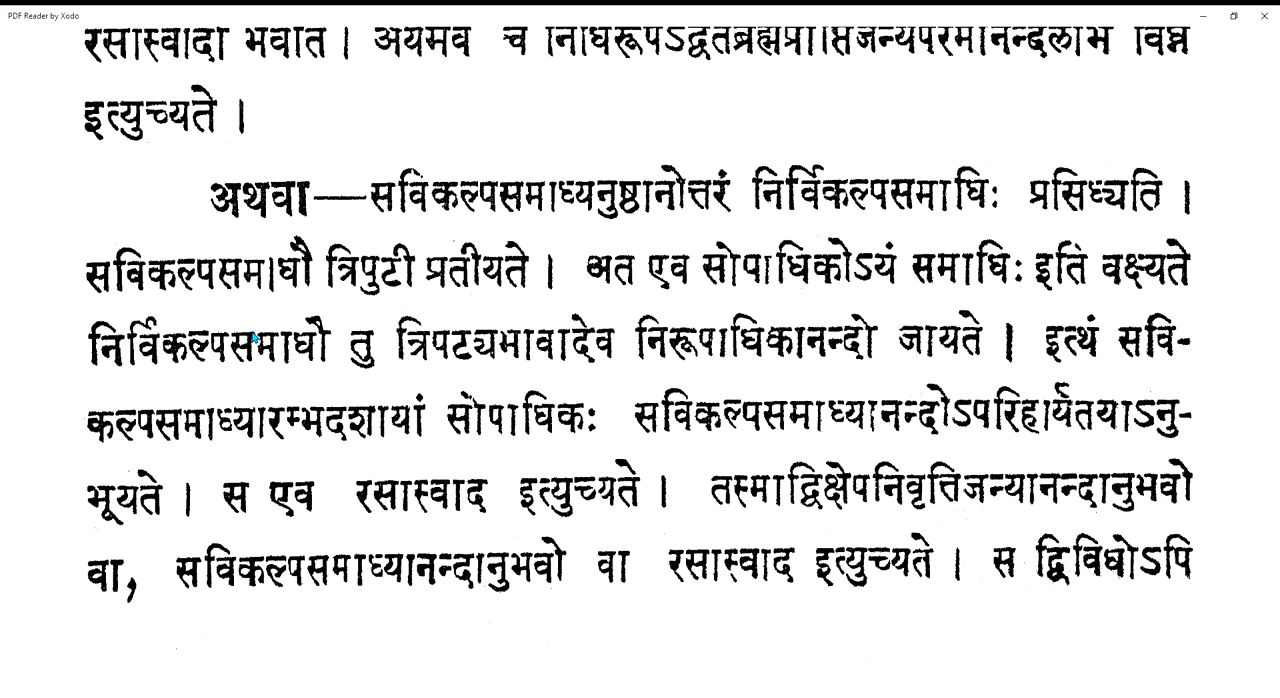 PDF Reader by Xodo
रसास्वादो भवति । अयमेव च निधिरूपाऽद्वैतब्रह्मप्राप्तिजन्यपरमानन्दलाभे विघ्न
इत्युच्यते ।
अथवा—सविकल्पसमाध्यनुष्ठानोत्तरं निर्विकल्पसमाधिः प्रसिध्यति ।
सविकल्पसमाधौ त्रिपुटी प्रतीयते । अत एव सोपाधिकोऽयं समाधिः इति वक्ष्यते
निर्विकल्पसमाधौ तु त्रिपट्यभावादेव निरूपाधिकानन्दो जायते । इत्थं सवि-
कल्पसमाध्यारम्भदशायां सोपाधिकः सविकल्पसमाध्यानन्दोऽपरिहार्यतयाऽनु-
भूयते । स एव रसास्वाद इत्युच्यते । तस्माद्विक्षेपनिवृत्तिजन्यानन्दानुभवो
वा, सविकल्पसमाध्यानन्दानुभवो वा रसास्वाद इत्युच्यते । स द्विविधोऽपि